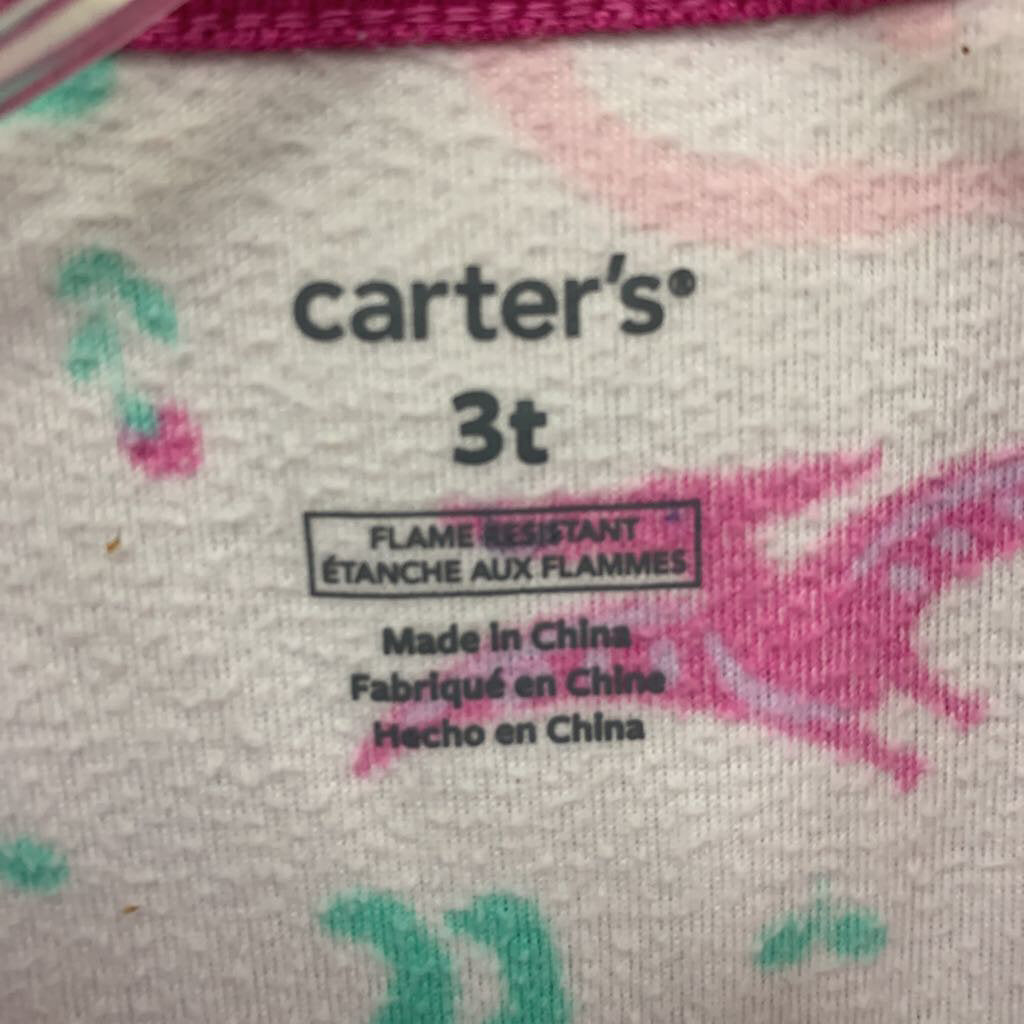 carter's®
3t
FLAME RESISTANT
ÉTANCHE AUX FLAMMES
Made in China
Fabriqué en Chine
Hecho en China